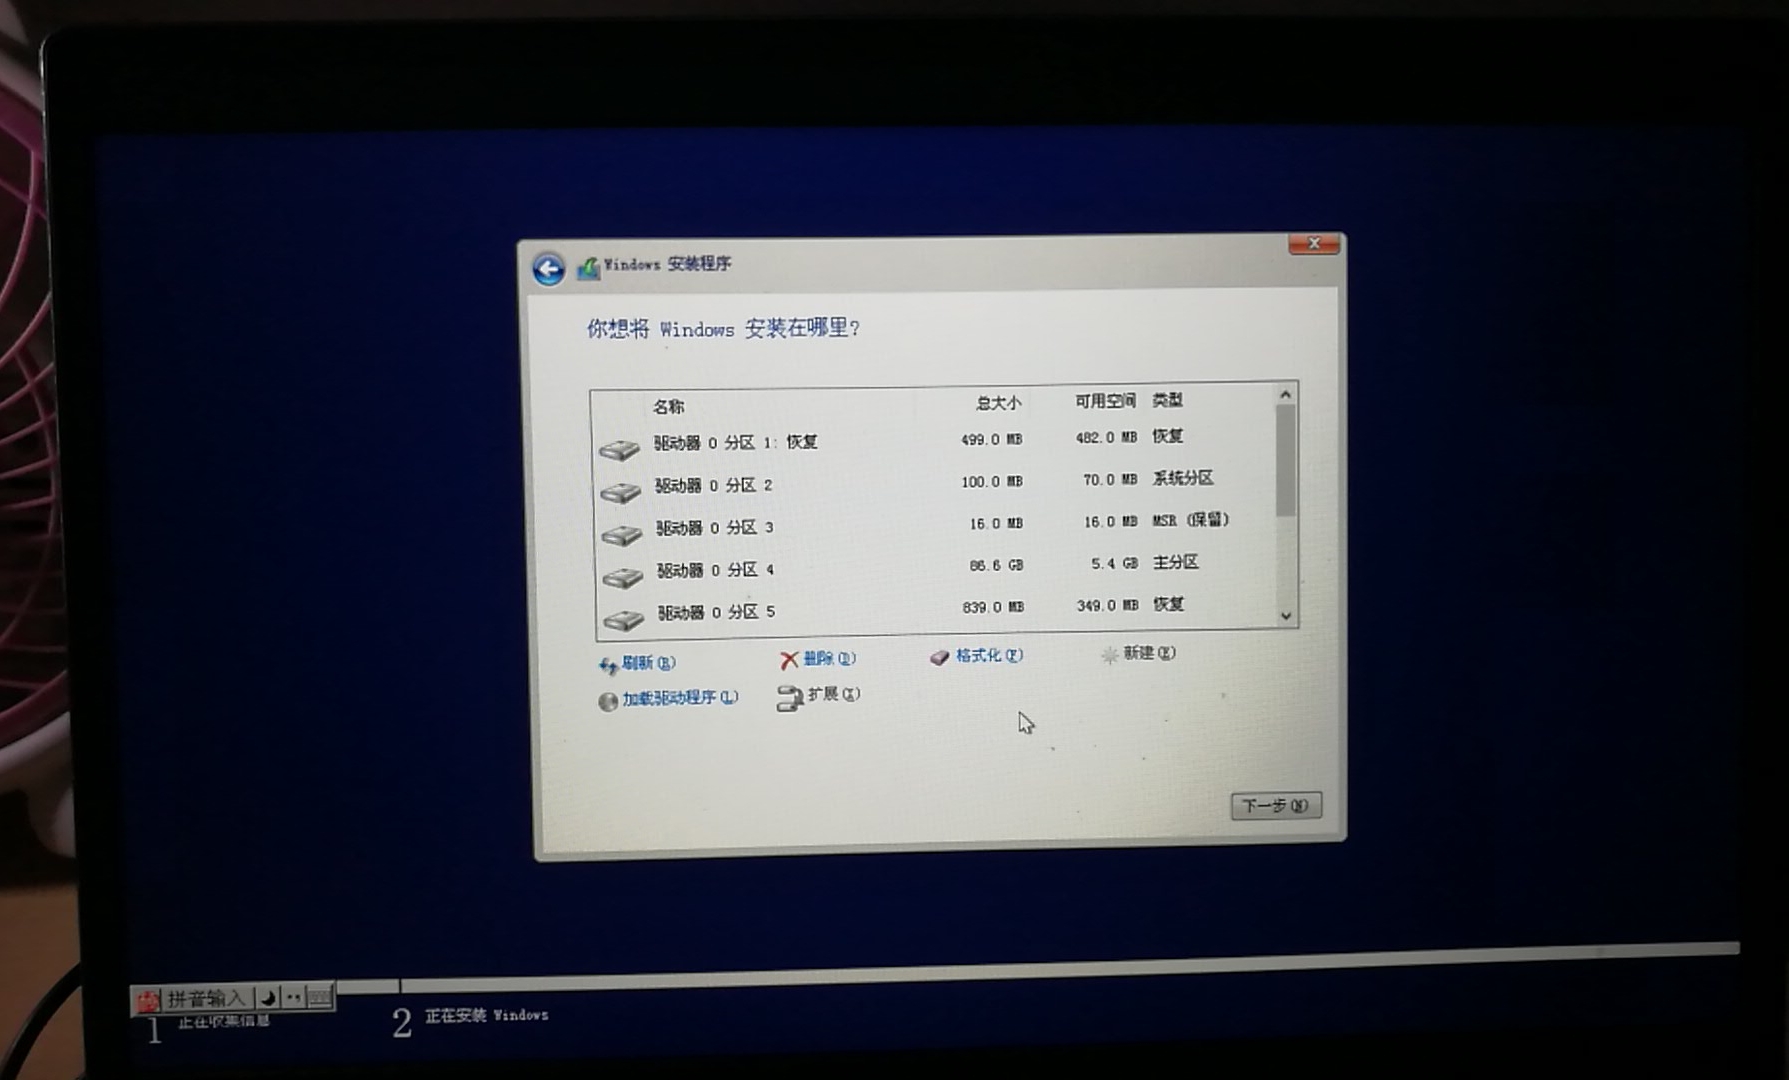 Windows 安装程序
你想将 Windows 安装在哪里?
名称 总大小 可用空间 类型
驱动器 0 分区 1: 恢复 499.0 MB 482.0 MB 恢复
驱动器 0 分区 2 100.0 MB 70.0 MB 系统分区
驱动器 0 分区 3 16.0 MB 16.0 MB MSR (保留)
驱动器 0 分区 4 86.6 GB 5.4 GB 主分区
驱动器 0 分区 5 839.0 MB 349.0 MB 恢复
刷新(R) 删除(D) 格式化(F) 新建(E)
加载驱动程序(L) 扩展(X)
下一步(N)
拼音输入
1 正在收集信息 2 正在安装 Windows